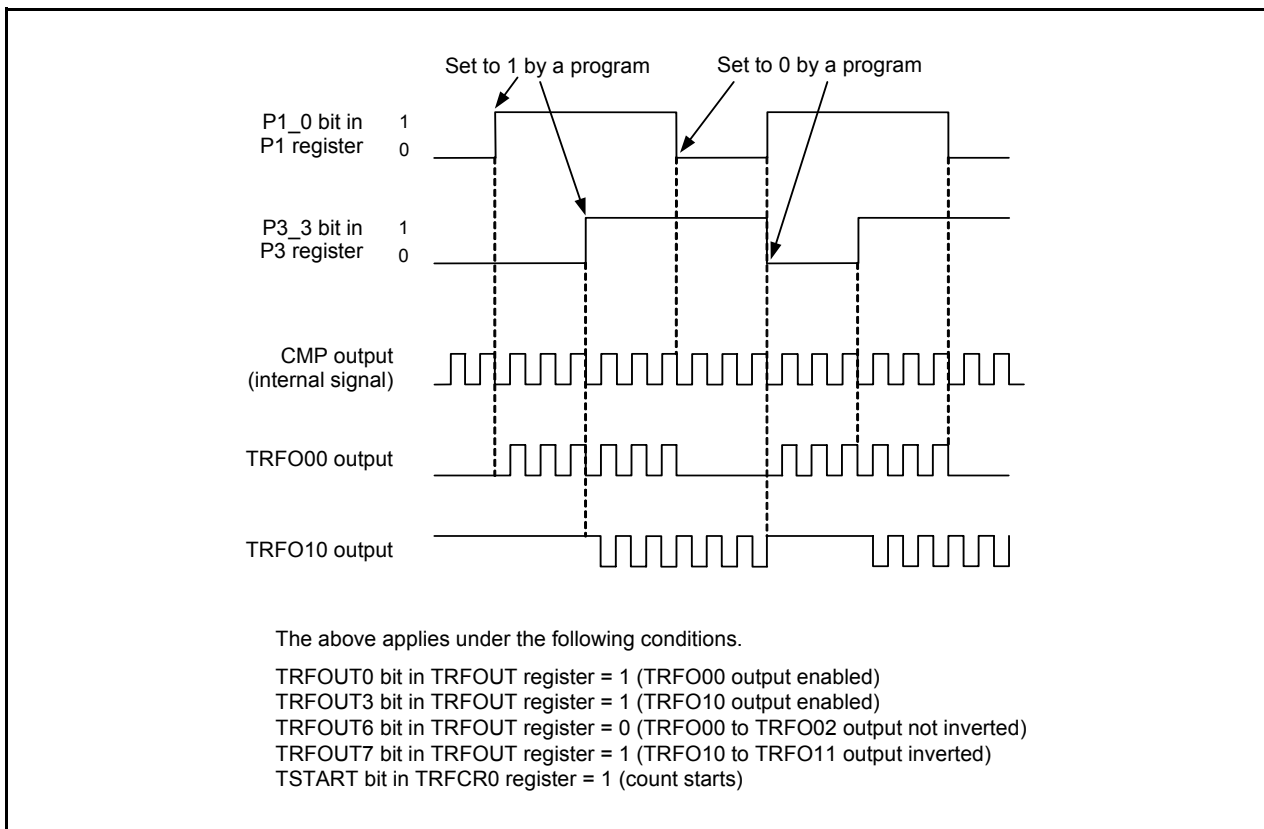 Set to 1 by a program
Set to 0 by a program
P1_0 bit in
P1 register
1
0
P3_3 bit in
P3 register
1
0
CMP output
(internal signal)
TRFO00 output
TRFO10 output
The above applies under the following conditions.
TRFOUT0 bit in TRFOUT register = 1 (TRFO00 output enabled)
TRFOUT3 bit in TRFOUT register = 1 (TRFO10 output enabled)
TRFOUT6 bit in TRFOUT register = 0 (TRFO00 to TRFO02 output not inverted)
TRFOUT7 bit in TRFOUT register = 1 (TRFO10 to TRFO11 output inverted)
TSTART bit in TRFCR0 register = 1 (count starts)